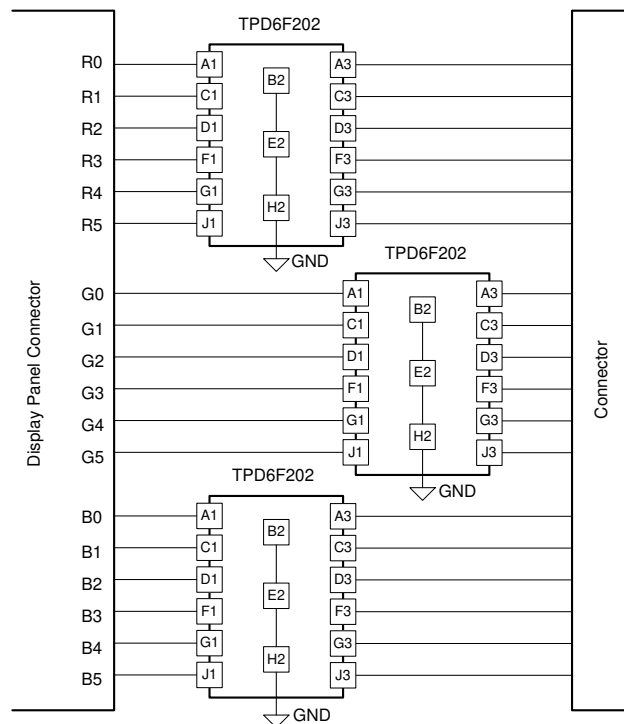 TPD6F202
R0 A1 B2 A3
R1 C1 C3
R2 D1 E2 D3
R3 F1 F3
R4 G1 H2 G3
R5 J1 J3
GND
TPD6F202
G0 A1 B2 A3
G1 C1 C3
G2 D1 E2 D3
G3 F1 F3
G4 G1 H2 G3
G5 J1 J3
GND
TPD6F202
B0 A1 B2 A3
B1 C1 C3
B2 D1 E2 D3
B3 F1 F3
B4 G1 H2 G3
B5 J1 J3
GND
Display Panel Connector
Connector